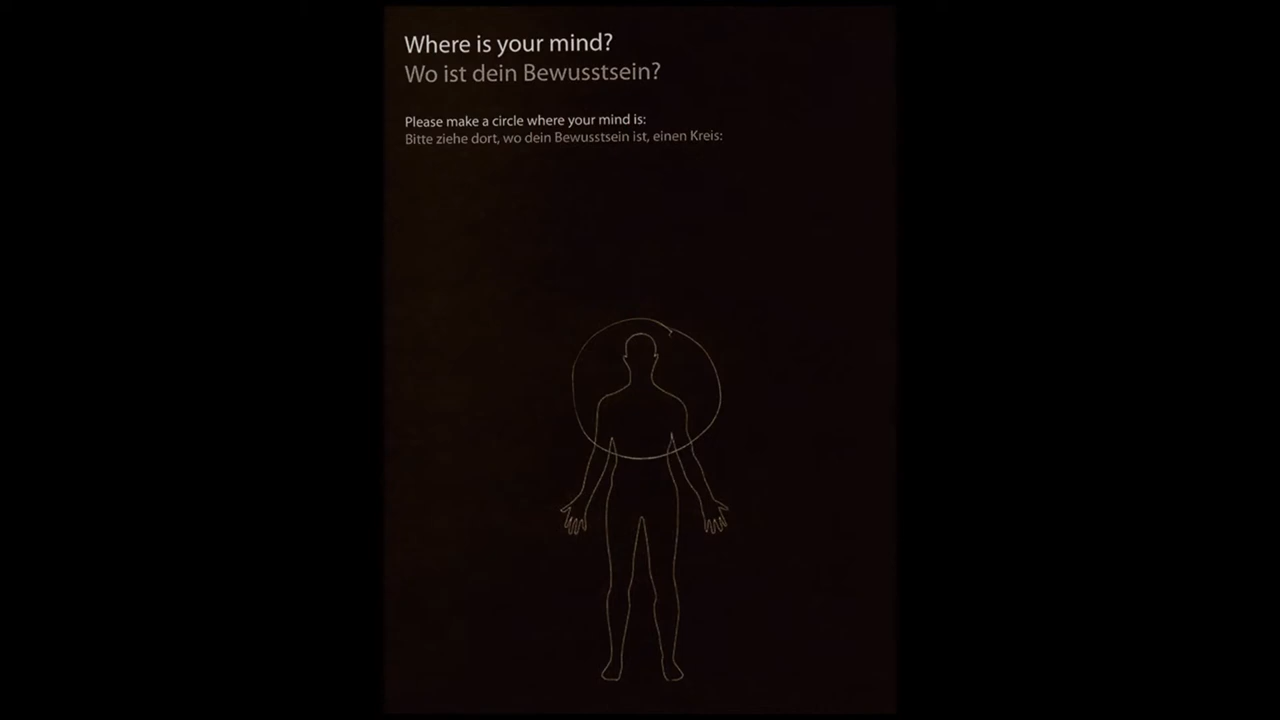 Where is your mind?
Wo ist dein Bewusstsein?
Please make a circle where your mind is:
Bitte ziehe dort, wo dein Bewusstsein ist, einen Kreis: